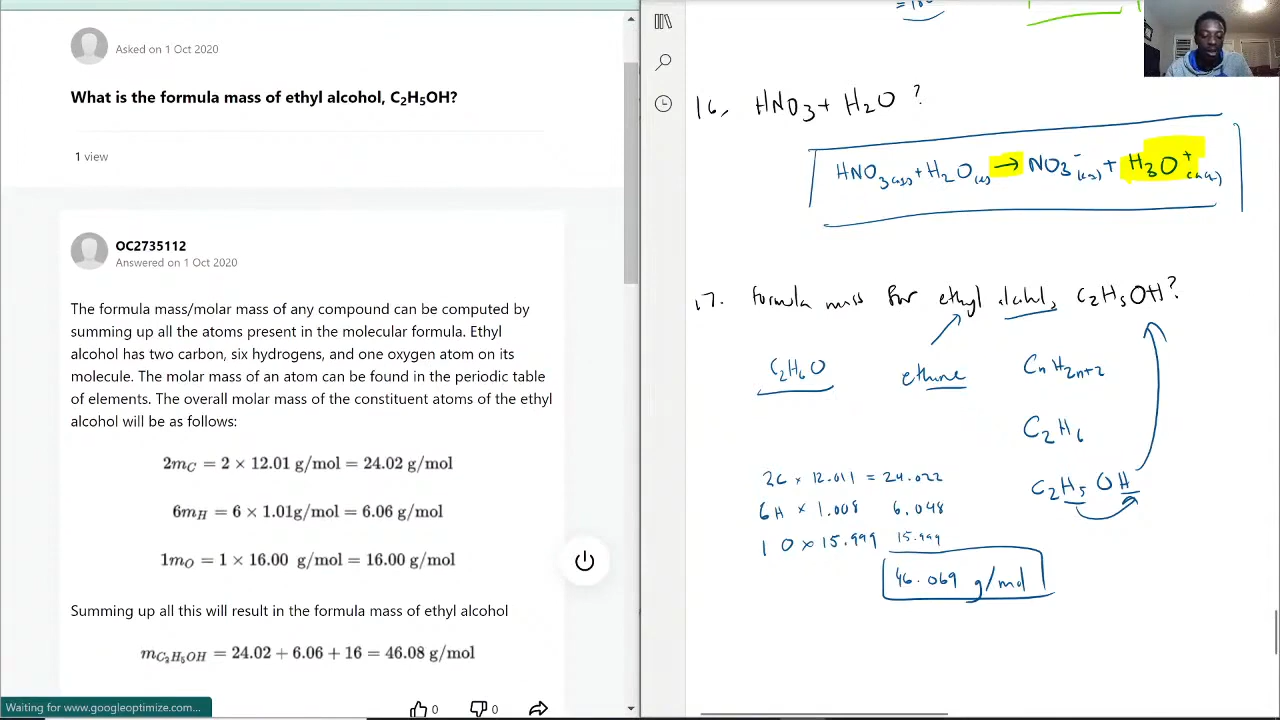 Asked on 1 Oct 2020
What is the formula mass of ethyl alcohol, C₂H₅OH?
1 view
OC2735112
Answered on 1 Oct 2020
The formula mass/molar mass of any compound can be computed by
summing up all the atoms present in the molecular formula. Ethyl
alcohol has two carbon, six hydrogens, and one oxygen atom on its
molecule. The molar mass of an atom can be found in the periodic table
of elements. The overall molar mass of the constituent atoms of the ethyl
alcohol will be as follows:
2m_C = 2 × 12.01 g/mol = 24.02 g/mol
6m_H = 6 × 1.01g/mol = 6.06 g/mol
1m_O = 1 × 16.00 g/mol = 16.00 g/mol
Summing up all this will result in the formula mass of ethyl alcohol
m_C₂H₅OH = 24.02 + 6.06 + 16 = 46.08 g/mol
0 0
Waiting for www.googleoptimize.com...
16. HNO₃ + H₂O ?
HNO₃ + H₂O → NO₃⁻ + H₃O⁺
17. formula mass for ethyl alcohol, C₂H₅OH?
C₂H₆O ethane CₙH₂ₙ₊₂
C₂H₆
C₂H₅ OH
2C × 12.011 = 24.022
6H × 1.008 6.048
1 O × 15.999 15.999
46.069 g/mol